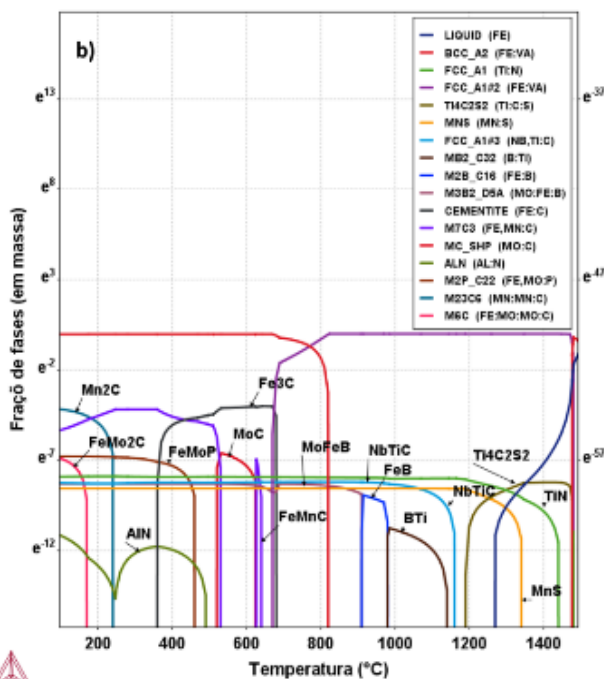 b)
LIQUID (FE)
BCC_A2 (FE:VA)
FCC_A1 (TI:N)
FCC_A1#2 (FE:VA)
TI4C2S2 (TI:C:S)
MNS (MN:S)
FCC_A1#3 (NB,TI:C)
MB2_C32 (B:TI)
M2B_C16 (FE:B)
M3B2_D5A (MO:FE:B)
CEMENTITE (FE:C)
M7C3 (FE,MN:C)
MC_SHP (MO:C)
ALN (AL:N)
M2P_C22 (FE,MO:P)
M23C6 (MN:MN:C)
M6C (FE:MO:MO:C)
Fraçõ de fases (em massa)
e13
e8
e3
e-2
e-7
e-12
e-37
e-47
e-57
Mn2C
Fe3C
FeMo2C
FeMoP
MoC
MoFeB
NbTiC
FeB
Ti4C2S2
NbTiC
TiN
AlN
FeMnC
BTi
MnS
200 400 600 800 1000 1200 1400
Temperatura (°C)